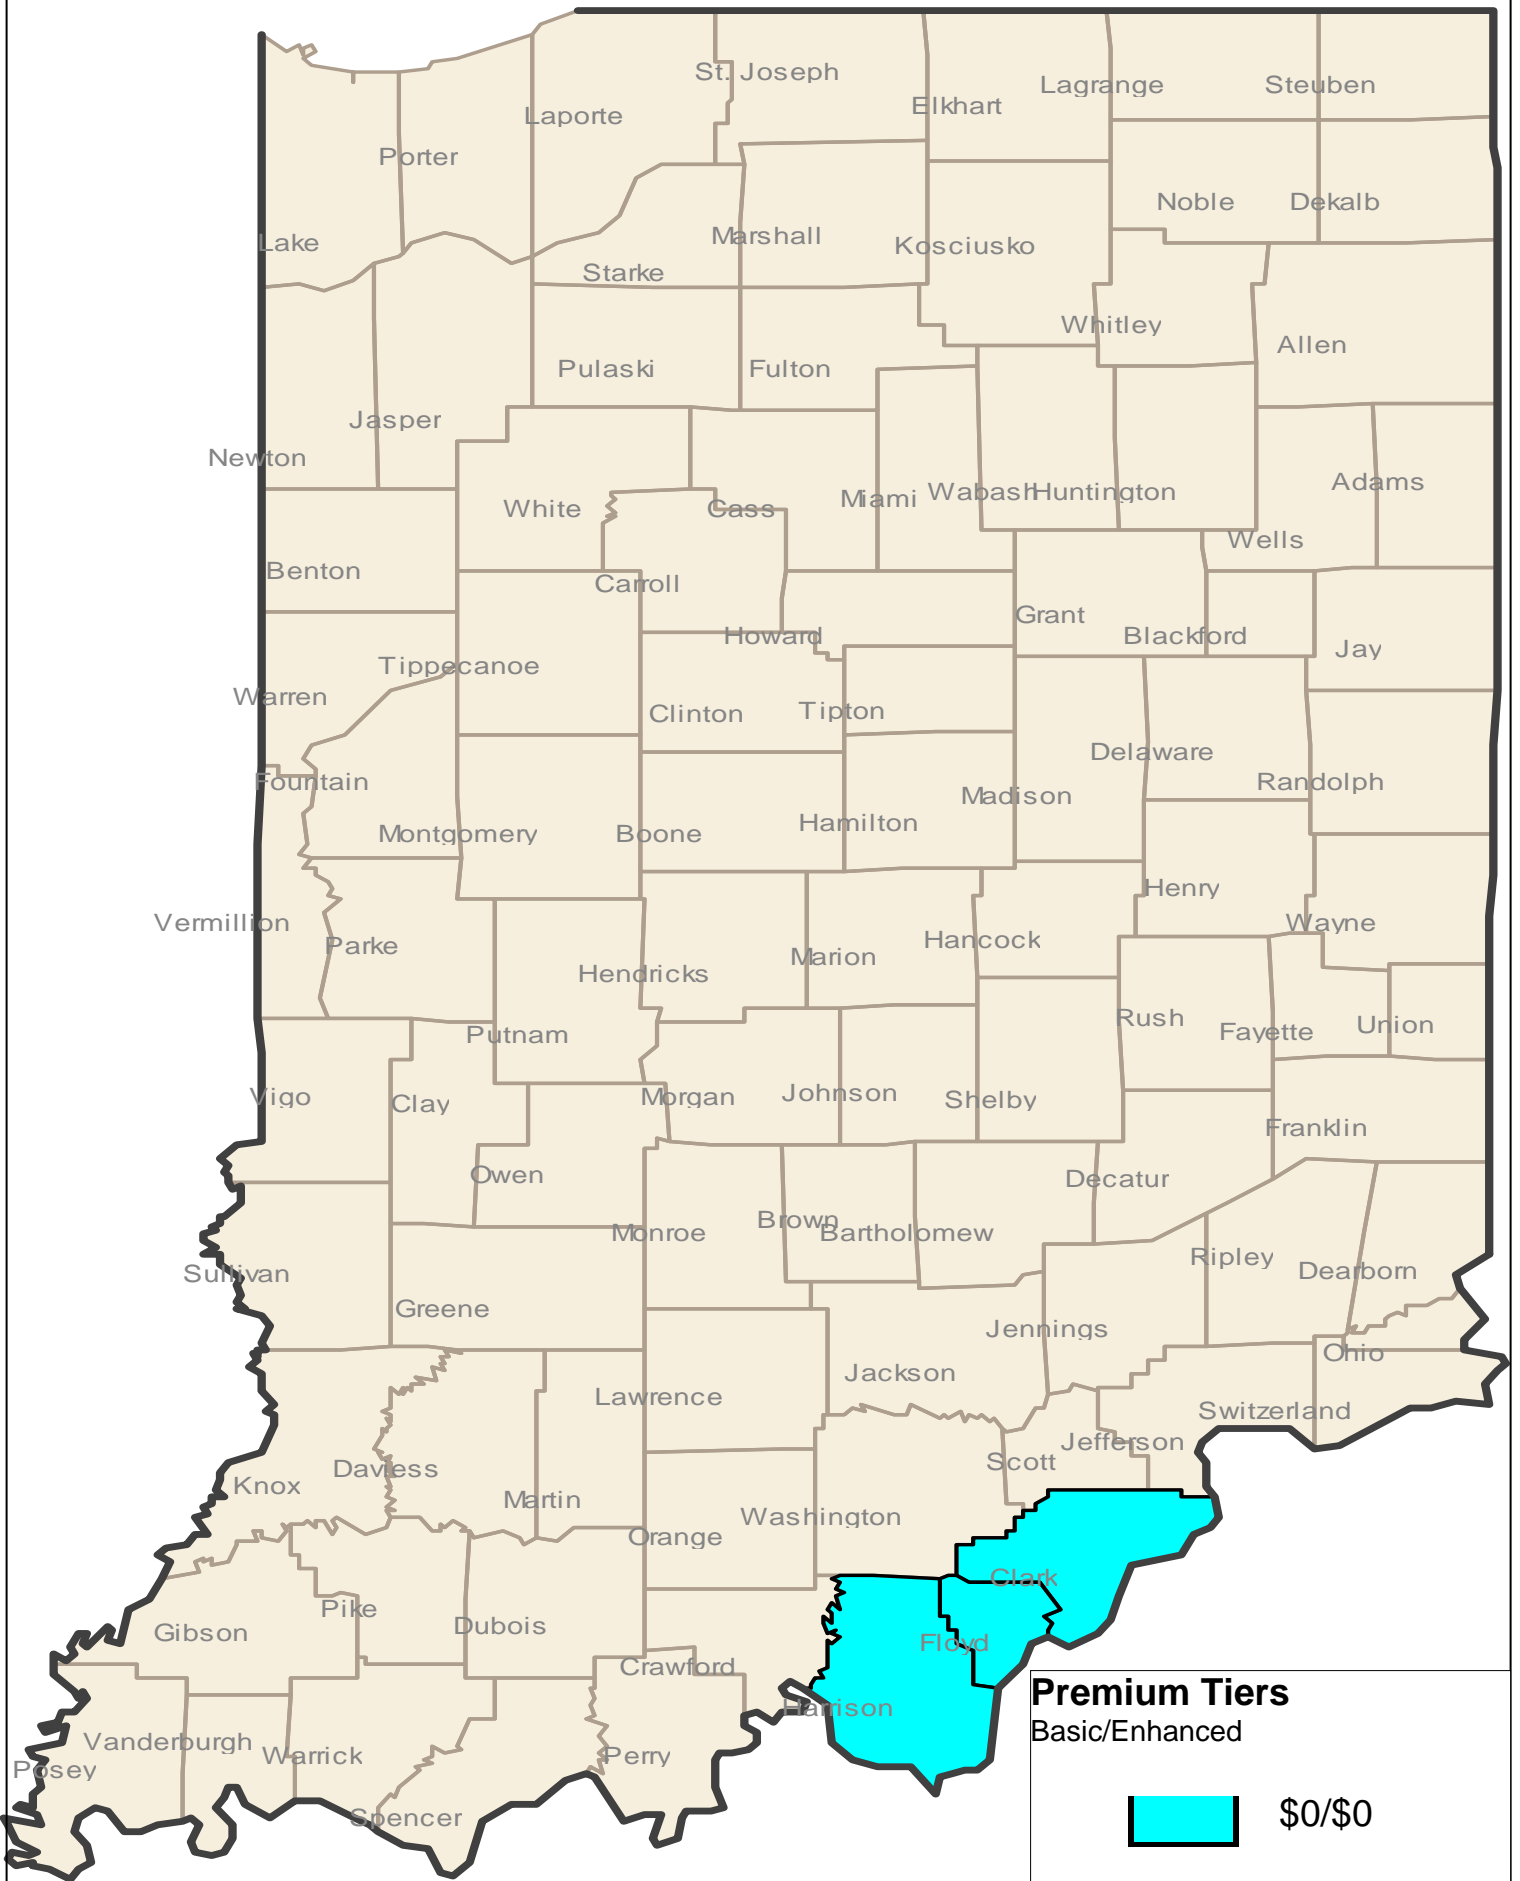 St. Joseph
Lagrange
Steuben
Elkhart
Laporte
Porter
Noble
Dekalb
Lake
Marshall
Kosciusko
Starke
Whitley
Allen
Pulaski
Fulton
Jasper
Newton
White
Cass
Miami
Wabash
Huntington
Adams
Wells
Benton
Carroll
Grant
Howard
Blackford
Jay
Tippecanoe
Warren
Clinton
Tipton
Delaware
Fountain
Randolph
Madison
Montgomery
Boone
Hamilton
Henry
Vermillion
Wayne
Parke
Hancock
Marion
Hendricks
Rush
Fayette
Union
Putnam
Vigo
Clay
Morgan
Johnson
Shelby
Franklin
Owen
Decatur
Monroe
Brown
Bartholomew
Ripley
Dearborn
Sullivan
Greene
Jennings
Ohio
Jackson
Lawrence
Switzerland
Jefferson
Scott
Daviess
Knox
Martin
Washington
Orange
Clark
Pike
Gibson
Dubois
Floyd
Crawford
Harrison
Vanderburgh
Warrick
Perry
Posey
Spencer
Premium Tiers
Basic/Enhanced
$0/$0